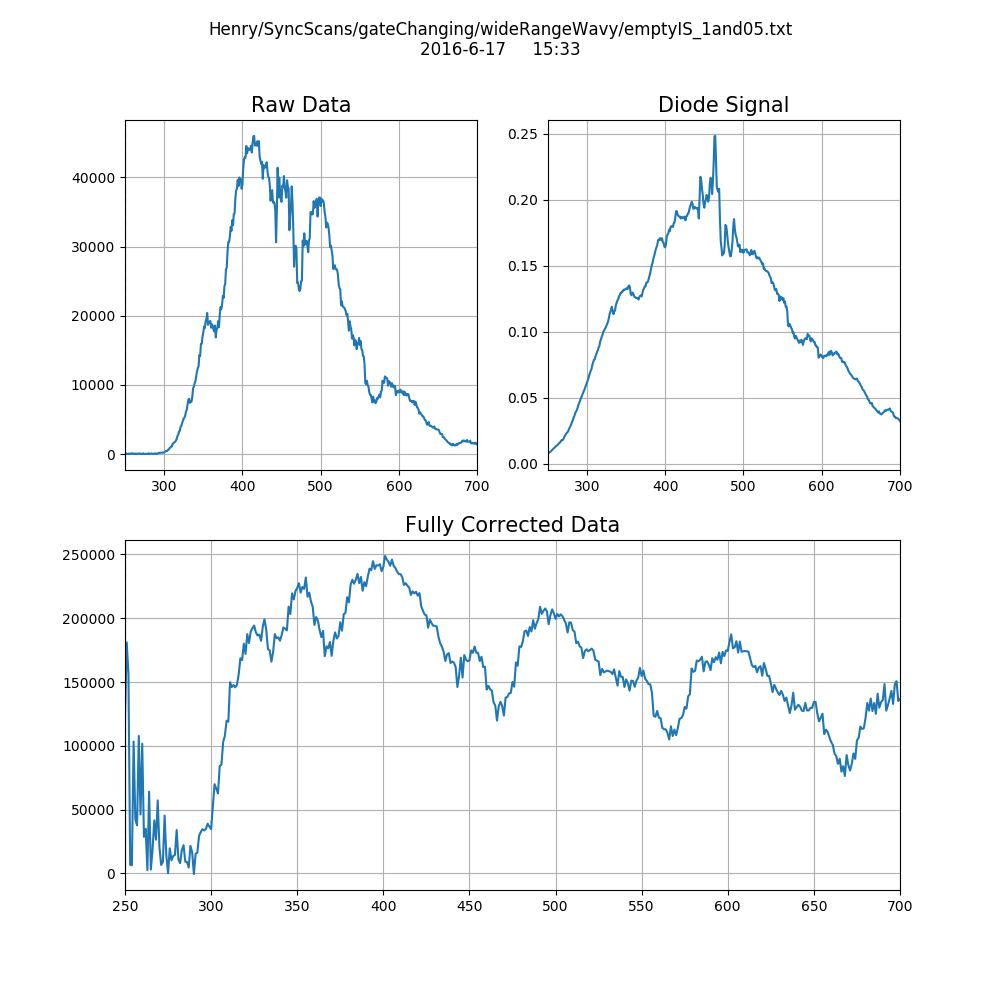 Henry/SyncScans/gateChanging/wideRangeWavy/emptyIS_1and05.txt
2016-6-17 15:33
Raw Data
40000
30000
20000
10000
0
300 400 500 600 700
Diode Signal
0.25
0.20
0.15
0.10
0.05
0.00
300 400 500 600 700
Fully Corrected Data
250000
200000
150000
100000
50000
0
250 300 350 400 450 500 550 600 650 700